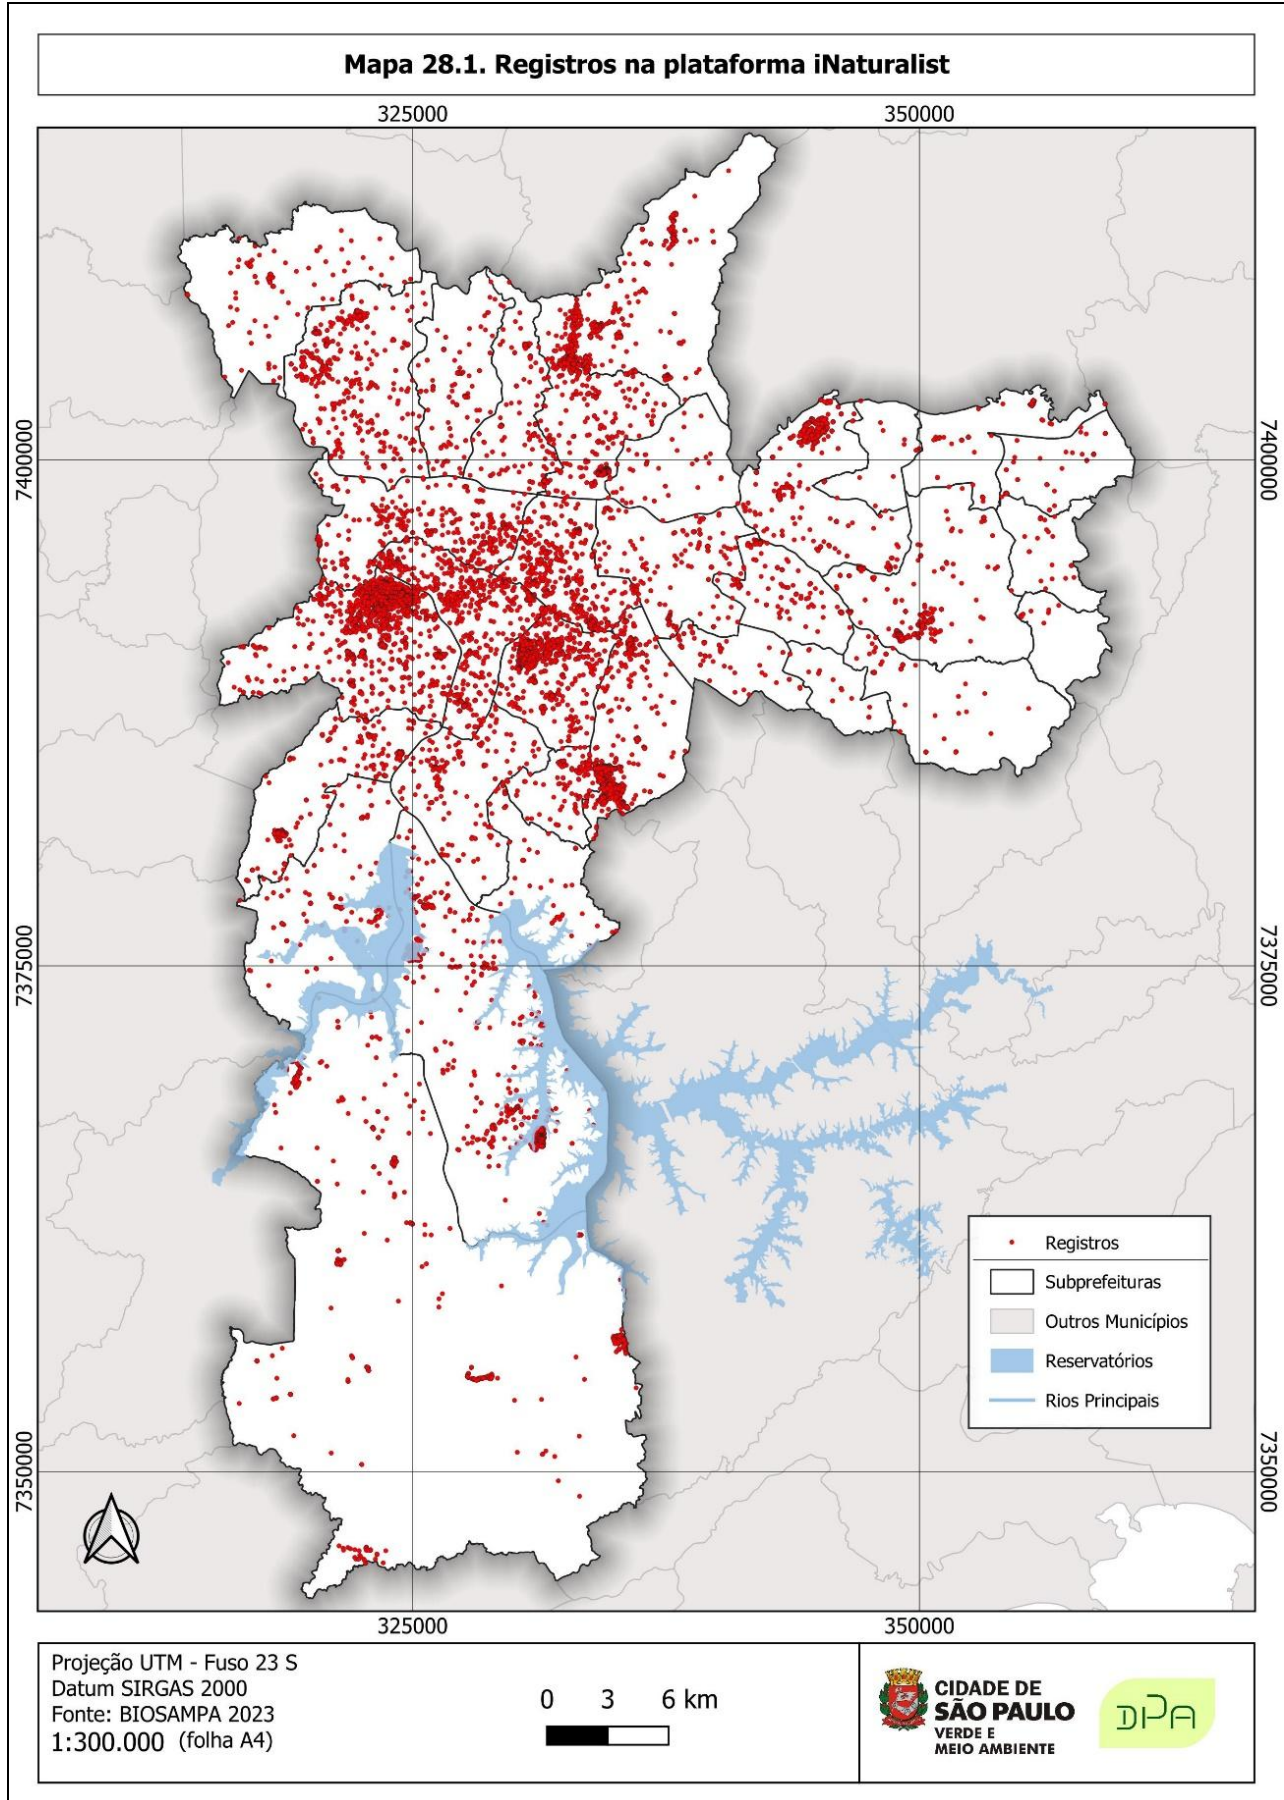 Mapa 28.1. Registros na plataforma iNaturalist
325000
350000
7400000
7400000
7375000
7375000
Registros
Subprefeituras
Outros Municípios
Reservatórios
Rios Principais
7350000
7350000
325000
350000
Projeção UTM - Fuso 23 S
Datum SIRGAS 2000
Fonte: BIOSAMPA 2023
1:300.000 (folha A4)
0 3 6 km
CIDADE DE
SÃO PAULO
VERDE E
MEIO AMBIENTE
DPA